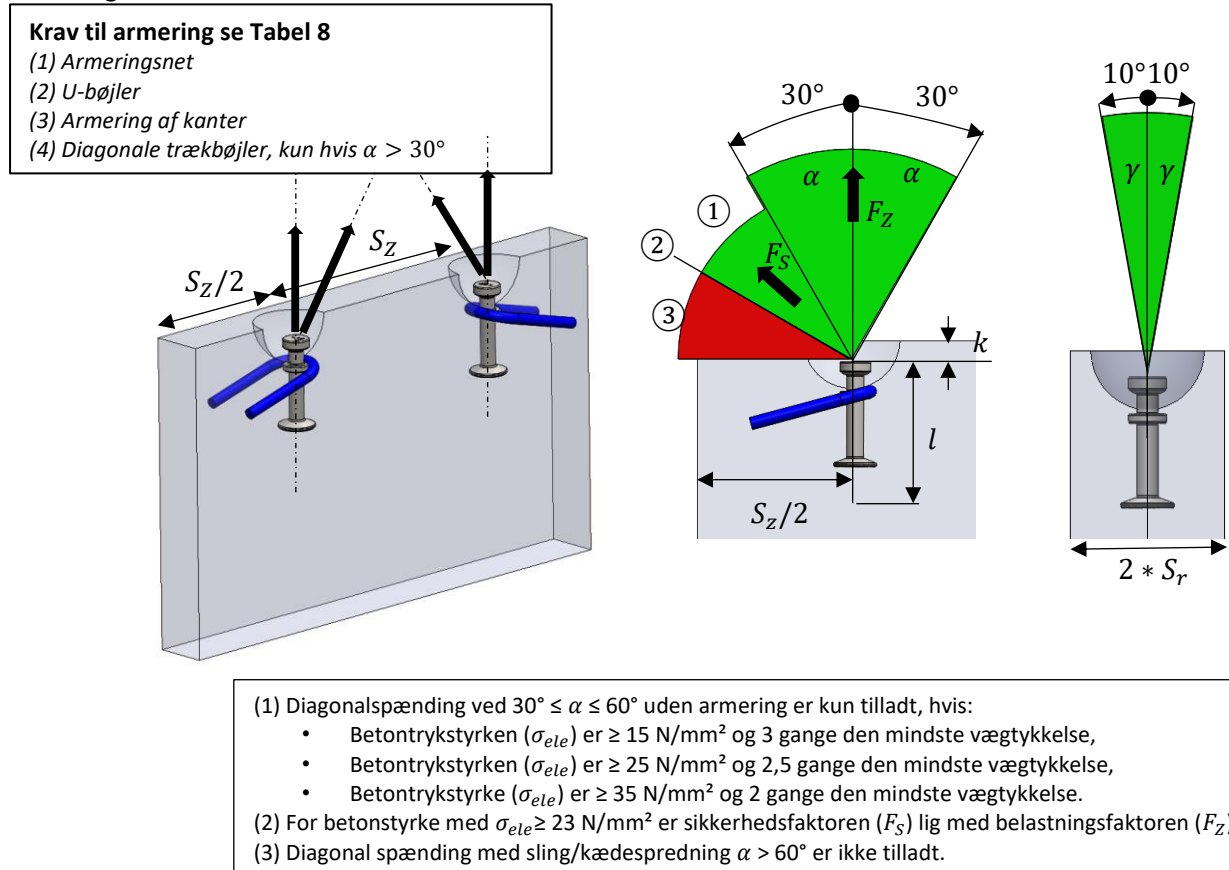 Krav til armering se Tabel 8
(1) Armeringsnet
(2) U-bøjler
(3) Armering af kanter
(4) Diagonale trækbøjler, kun hvis α > 30°
S_Z/2
S_Z
30°
30°
α
α
F_Z
F_S
①
②
③
k
l
S_z/2
10°10°
γ
γ
2 * S_r
(1) Diagonalspænding ved 30° ≤ α ≤ 60° uden armering er kun tilladt, hvis:
• Betontrykstyrken (σ_ele) er ≥ 15 N/mm² og 3 gange den mindste vægtykkelse,
• Betontrykstyrken (σ_ele) er ≥ 25 N/mm² og 2,5 gange den mindste vægtykkelse,
• Betontrykstyrke (σ_ele) er ≥ 35 N/mm² og 2 gange den mindste vægtykkelse.
(2) For betonstyrke med σ_ele≥ 23 N/mm² er sikkerhedsfaktoren (F_S) lig med belastningsfaktoren (F_Z)
(3) Diagonal spænding med sling/kædespredning α > 60° er ikke tilladt.